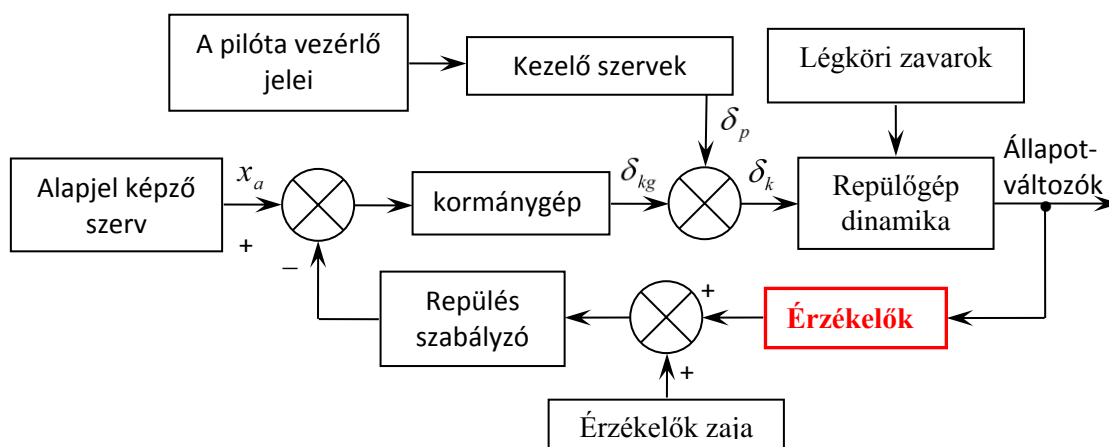 A pilóta vezérlő
jelei
Kezelő szervek
Légköri zavarok
δp
Alapjel képző
szerv
xa
+
−
kormánygép
δkg
δk
Repülőgép
dinamika
Állapot-
változók
Repülés
szabályzó
+
Érzékelők
+
Érzékelők zaja